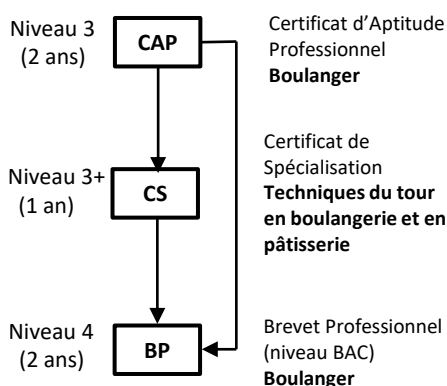 Niveau 3
(2 ans)
CAP
Certificat d’Aptitude
Professionnel
Boulanger
Niveau 3+
(1 an)
CS
Certificat de
Spécialisation
Techniques du tour
en boulangerie et en
pâtisserie
Niveau 4
(2 ans)
BP
Brevet Professionnel
(niveau BAC)
Boulanger